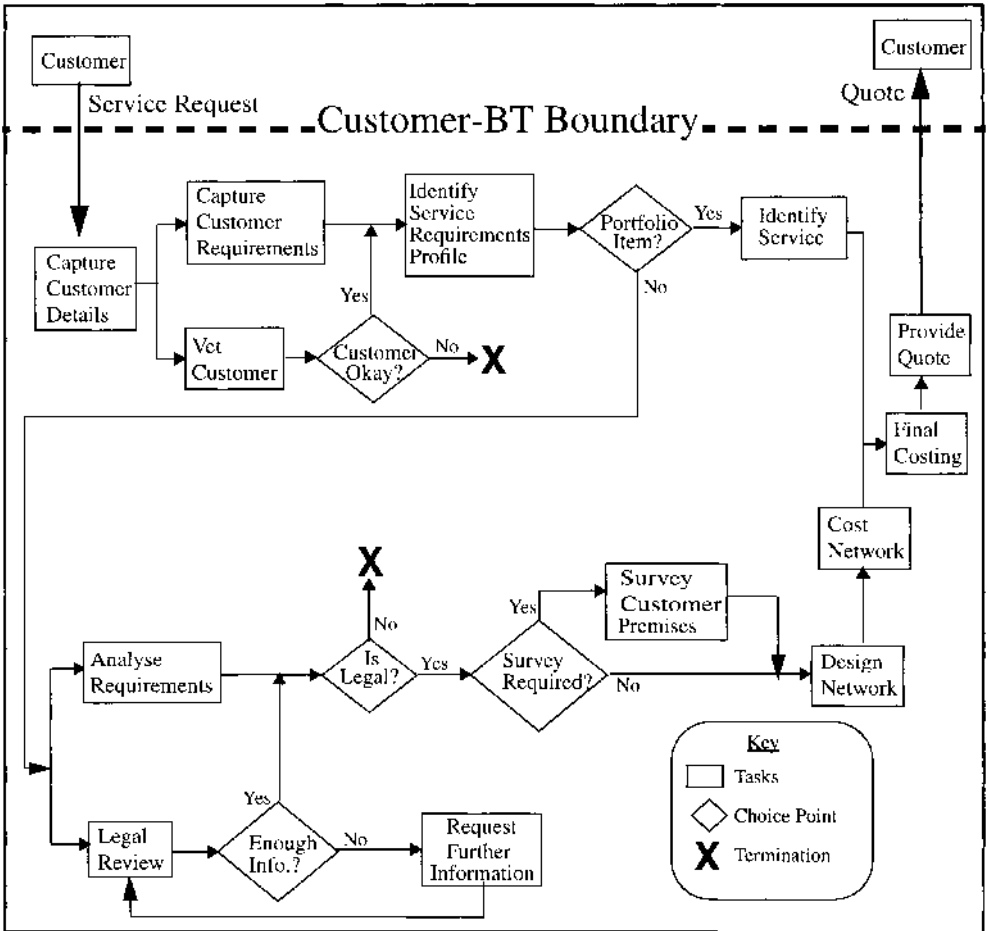 Customer
Customer
Service Request
Quote
Customer-BT Boundary
Capture
Customer
Requirements
Identify
Service
Requirements
Profile
Portfolio
Item?
Yes
Identify
Service
No
Capture
Customer
Details
Yes
Vet
Customer
Customer
Okay?
No
X
Provide
Quote
Final
Costing
Cost
Network
X
No
Survey
Customer
Premises
Yes
Analyse
Requirements
Is
Legal?
Yes
Survey
Required?
No
Design
Network
Key
Tasks
Choice Point
X Termination
Yes
Legal
Review
Enough
Info.?
No
Request
Further
Information